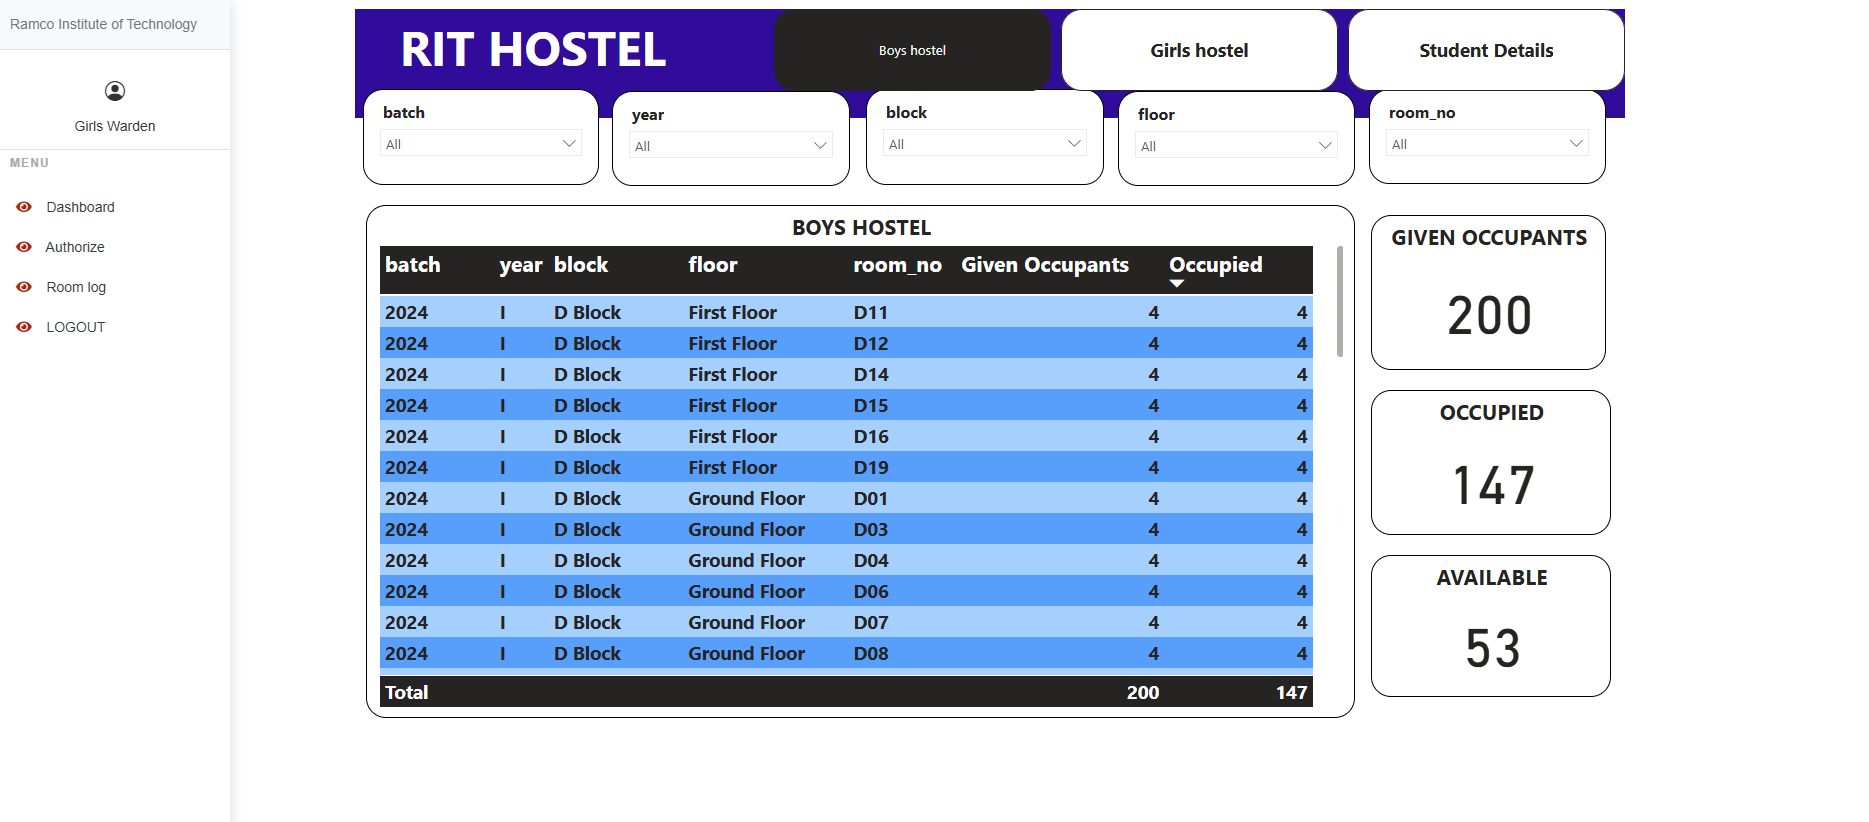 Ramco Institute of Technology
Girls Warden
MENU
Dashboard
Authorize
Room log
LOGOUT
RIT HOSTEL
Boys hostel
Girls hostel
Student Details
batch
All
year
All
block
All
floor
All
room_no
All
BOYS HOSTEL
batch year block floor room_no Given Occupants Occupied
2024 I D Block First Floor D11 4 4
2024 I D Block First Floor D12 4 4
2024 I D Block First Floor D14 4 4
2024 I D Block First Floor D15 4 4
2024 I D Block First Floor D16 4 4
2024 I D Block First Floor D19 4 4
2024 I D Block Ground Floor D01 4 4
2024 I D Block Ground Floor D03 4 4
2024 I D Block Ground Floor D04 4 4
2024 I D Block Ground Floor D06 4 4
2024 I D Block Ground Floor D07 4 4
2024 I D Block Ground Floor D08 4 4
Total 200 147
GIVEN OCCUPANTS
200
OCCUPIED
147
AVAILABLE
53